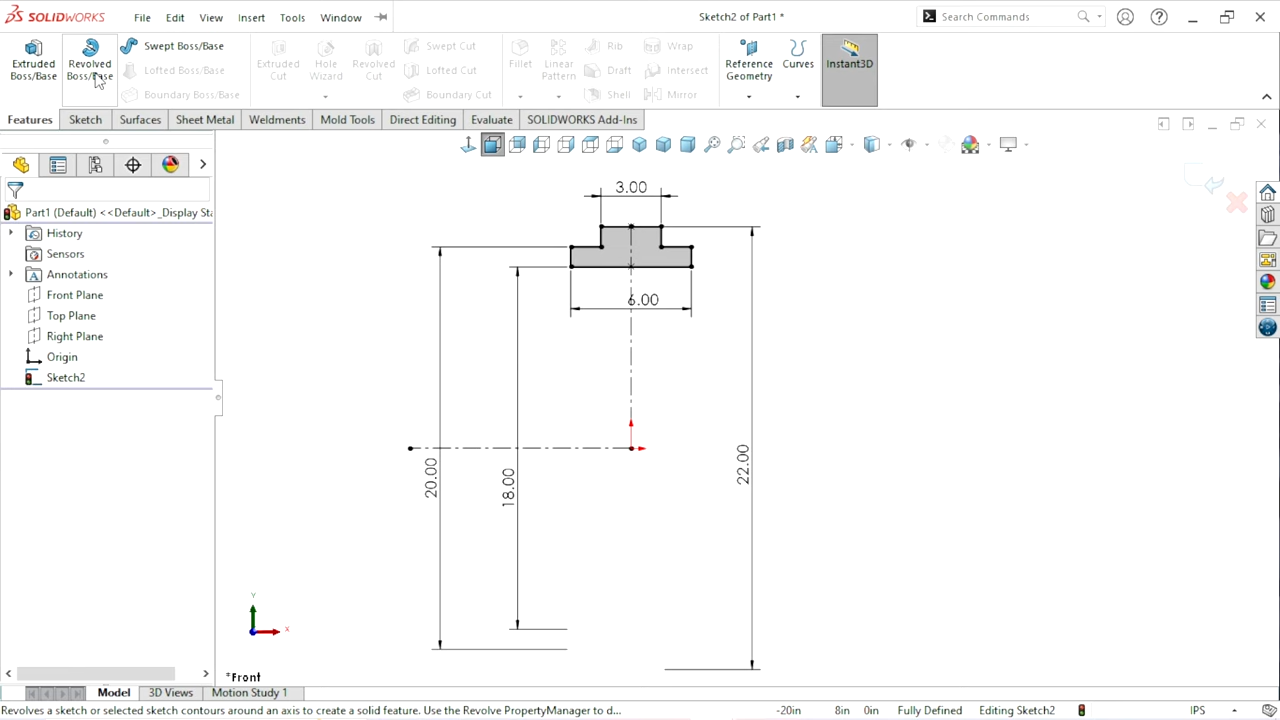 SOLIDWORKS File Edit View Insert Tools Window Sketch2 of Part1 * Search Commands
Extruded Boss/Base
Revolved Boss/Base
Swept Boss/Base
Lofted Boss/Base
Boundary Boss/Base
Extruded Cut
Hole Wizard
Revolved Cut
Swept Cut
Lofted Cut
Boundary Cut
Fillet
Linear Pattern
Rib
Draft
Shell
Wrap
Intersect
Mirror
Reference Geometry
Curves
Instant3D
Features Sketch Surfaces Sheet Metal Weldments Mold Tools Direct Editing Evaluate SOLIDWORKS Add-Ins
Part1 (Default) <<Default>_Display Sta
History
Sensors
Annotations
Front Plane
Top Plane
Right Plane
Origin
Sketch2
3.00
6.00
20.00
18.00
22.00
Y
X
*Front
Model 3D Views Motion Study 1
Revolves a sketch or selected sketch contours around an axis to create a solid feature. Use the Revolve PropertyManager to d... -20in 8in 0in Fully Defined Editing Sketch2 IPS